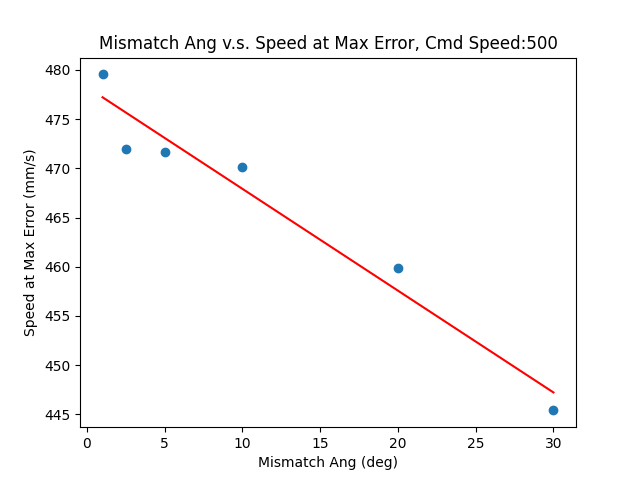 Mismatch Ang v.s. Speed at Max Error, Cmd Speed:500
480
475
470
465
460
455
450
445
Speed at Max Error (mm/s)
0 5 10 15 20 25 30
Mismatch Ang (deg)